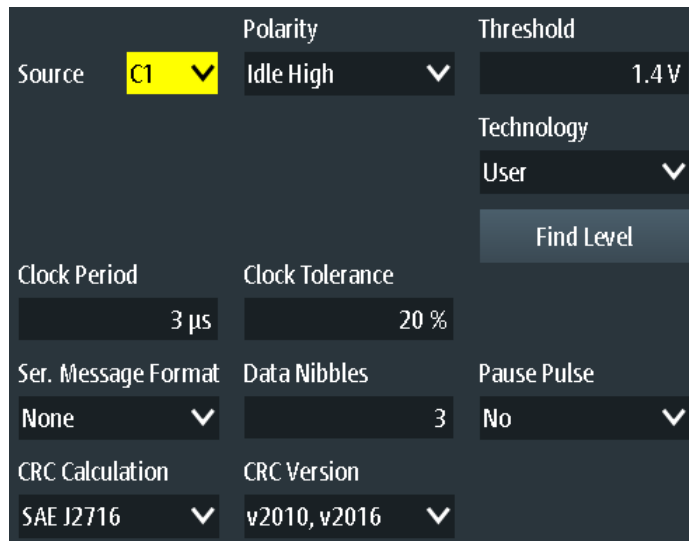 Polarity Threshold
Source C1 Idle High 1.4 V
Technology
User
Find Level
Clock Period Clock Tolerance
3 µs 20 %
Ser. Message Format Data Nibbles Pause Pulse
None 3 No
CRC Calculation CRC Version
SAE J2716 v2010, v2016